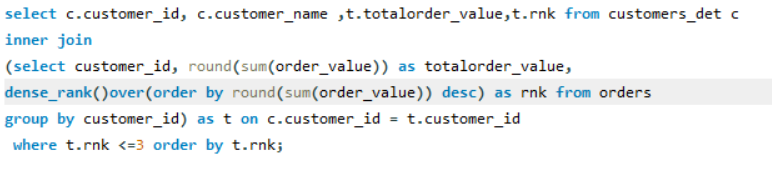 select c.customer_id, c.customer_name ,t.totalorder_value,t.rnk from customers_det c
inner join
(select customer_id, round(sum(order_value)) as totalorder_value,
dense_rank()over(order by round(sum(order_value)) desc) as rnk from orders
group by customer_id) as t on c.customer_id = t.customer_id
where t.rnk <=3 order by t.rnk;